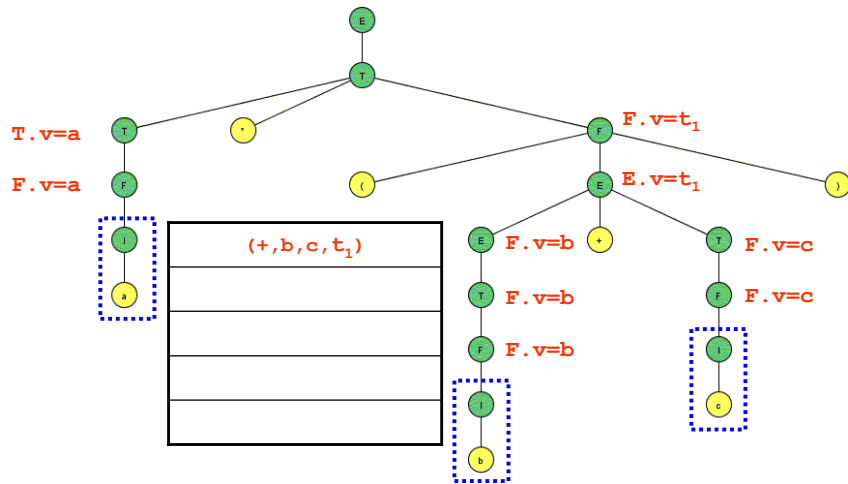 E
T
T.v=a
T
*
F
F.v=t₁
F.v=a
F
(
E
E.v=t₁
)
I
(+,b,c,t₁)
E
F.v=b
+
T
F.v=c
a
T
F.v=b
F
F.v=c
F
F.v=b
I
I
c
b